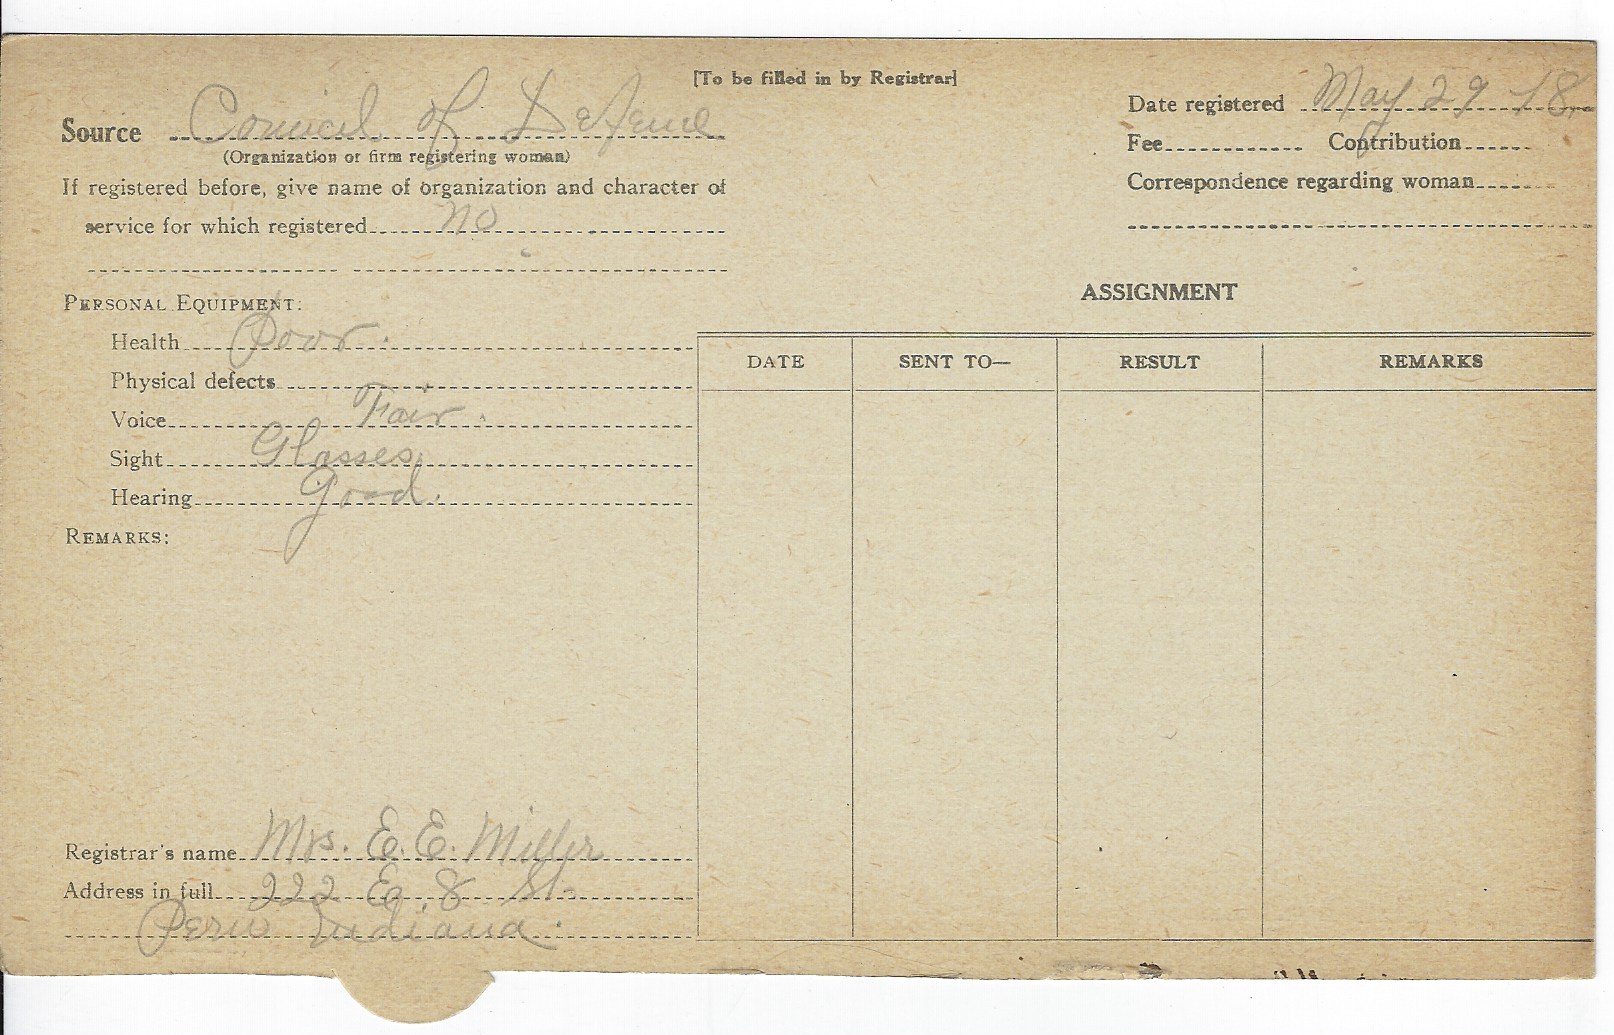 [To be filled in by Registrar]
Source Council of Defense
(Organization or firm registering woman)
If registered before, give name of organization and character of
service for which registered no
Date registered May 29 - 18
Fee Contribution
Correspondence regarding woman
PERSONAL EQUIPMENT:
Health Poor.
Physical defects
Voice Fair.
Sight Glasses
Hearing good.
REMARKS:
Registrar's name Mrs. E. E. Miller
Address in full 222 E. 8 St-
Peru Indiana.
ASSIGNMENT
DATE SENT TO— RESULT REMARKS